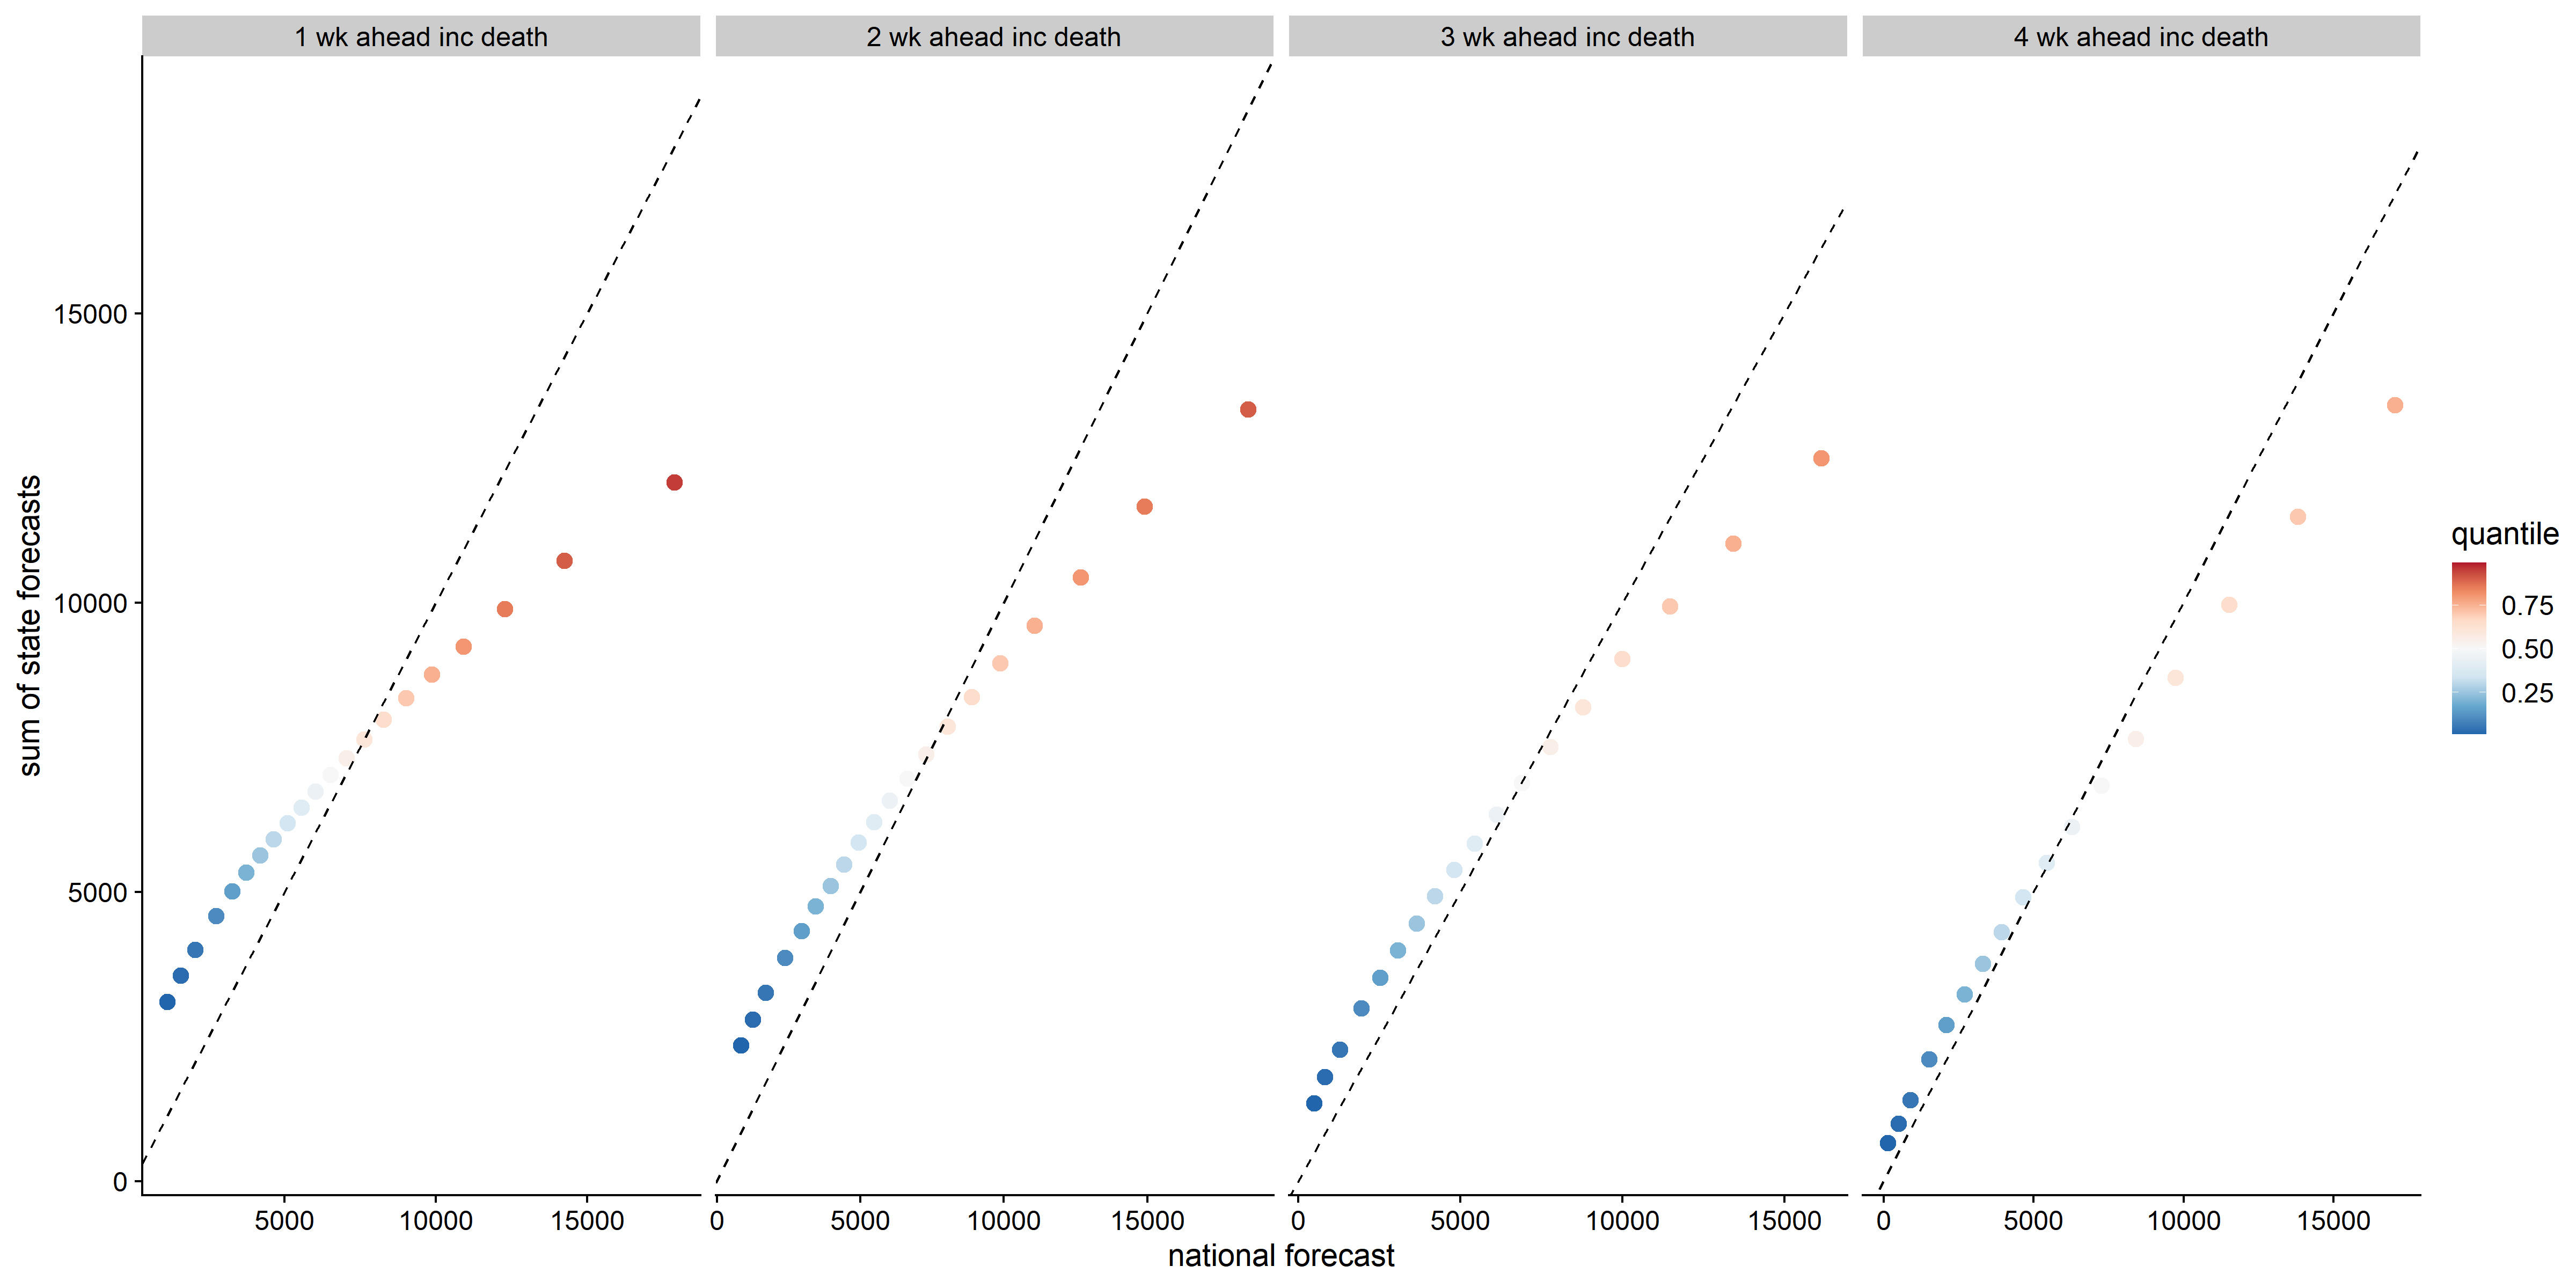 1 wk ahead inc death
2 wk ahead inc death
3 wk ahead inc death
4 wk ahead inc death
sum of state forecasts
15000
10000
5000
0
5000 10000 15000
0 5000 10000 15000
0 5000 10000 15000
0 5000 10000 15000
national forecast
quantile
0.75
0.50
0.25